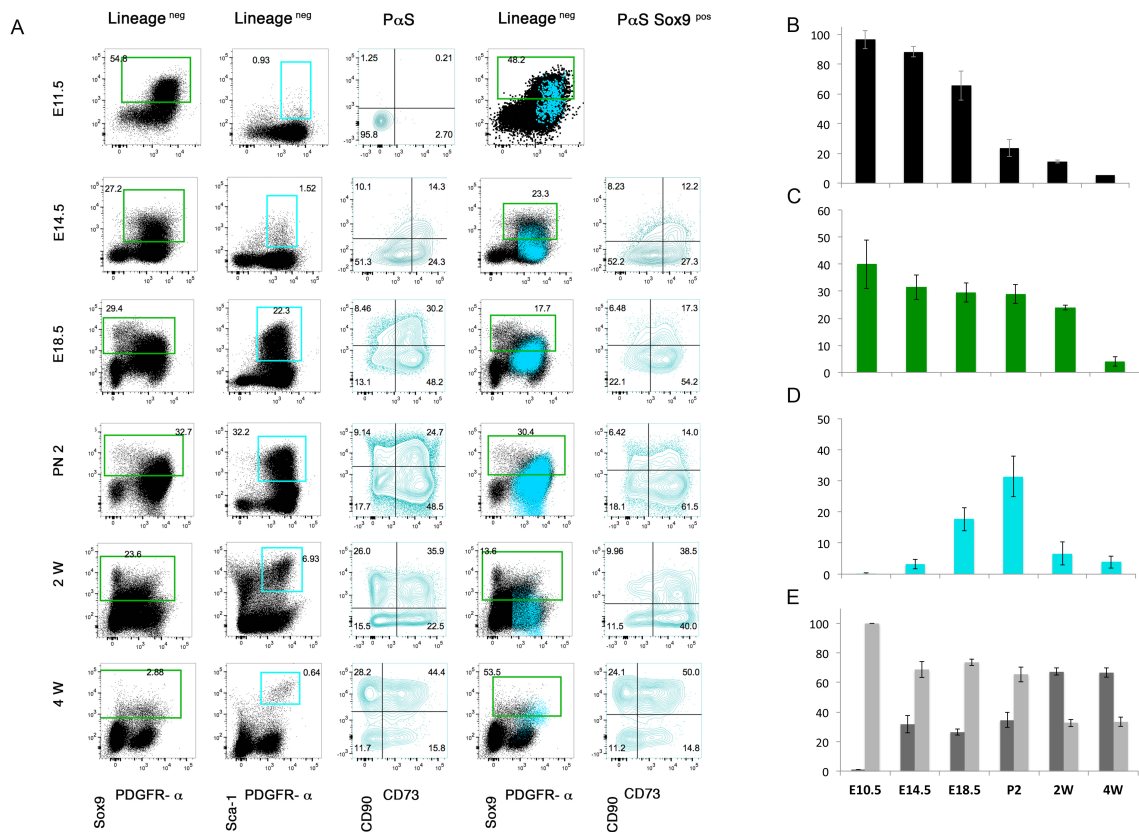 A
Lineage neg
Lineage neg
PαS
Lineage neg
PαS Sox9 pos
E11.5
54.8
0.93
1.25 0.21
95.8 2.70
48.2
E14.5
27.2
1.52
10.1 14.3
51.3 24.3
23.3
8.23 12.2
52.2 27.3
E18.5
29.4
22.3
8.46 30.2
13.1 48.2
17.7
6.48 17.3
22.1 54.2
PN 2
32.7
32.2
9.14 24.7
17.7 48.5
30.4
6.42 14.0
18.1 61.5
2 W
23.6
6.93
26.0 35.9
15.5 22.5
13.6
9.96 38.5
11.5 40.0
4 W
2.88
0.64
28.2 44.4
11.7 15.8
53.5
24.1 50.0
11.2 14.8
Sox9
PDGFR- α
Sca-1
PDGFR- α
CD90
CD73
Sox9
PDGFR- α
CD90
CD73
B
100
80
60
40
20
0
C
60
50
40
30
20
10
0
D
50
40
30
20
10
0
E
100
80
60
40
20
0
E10.5 E14.5 E18.5 P2 2W 4W